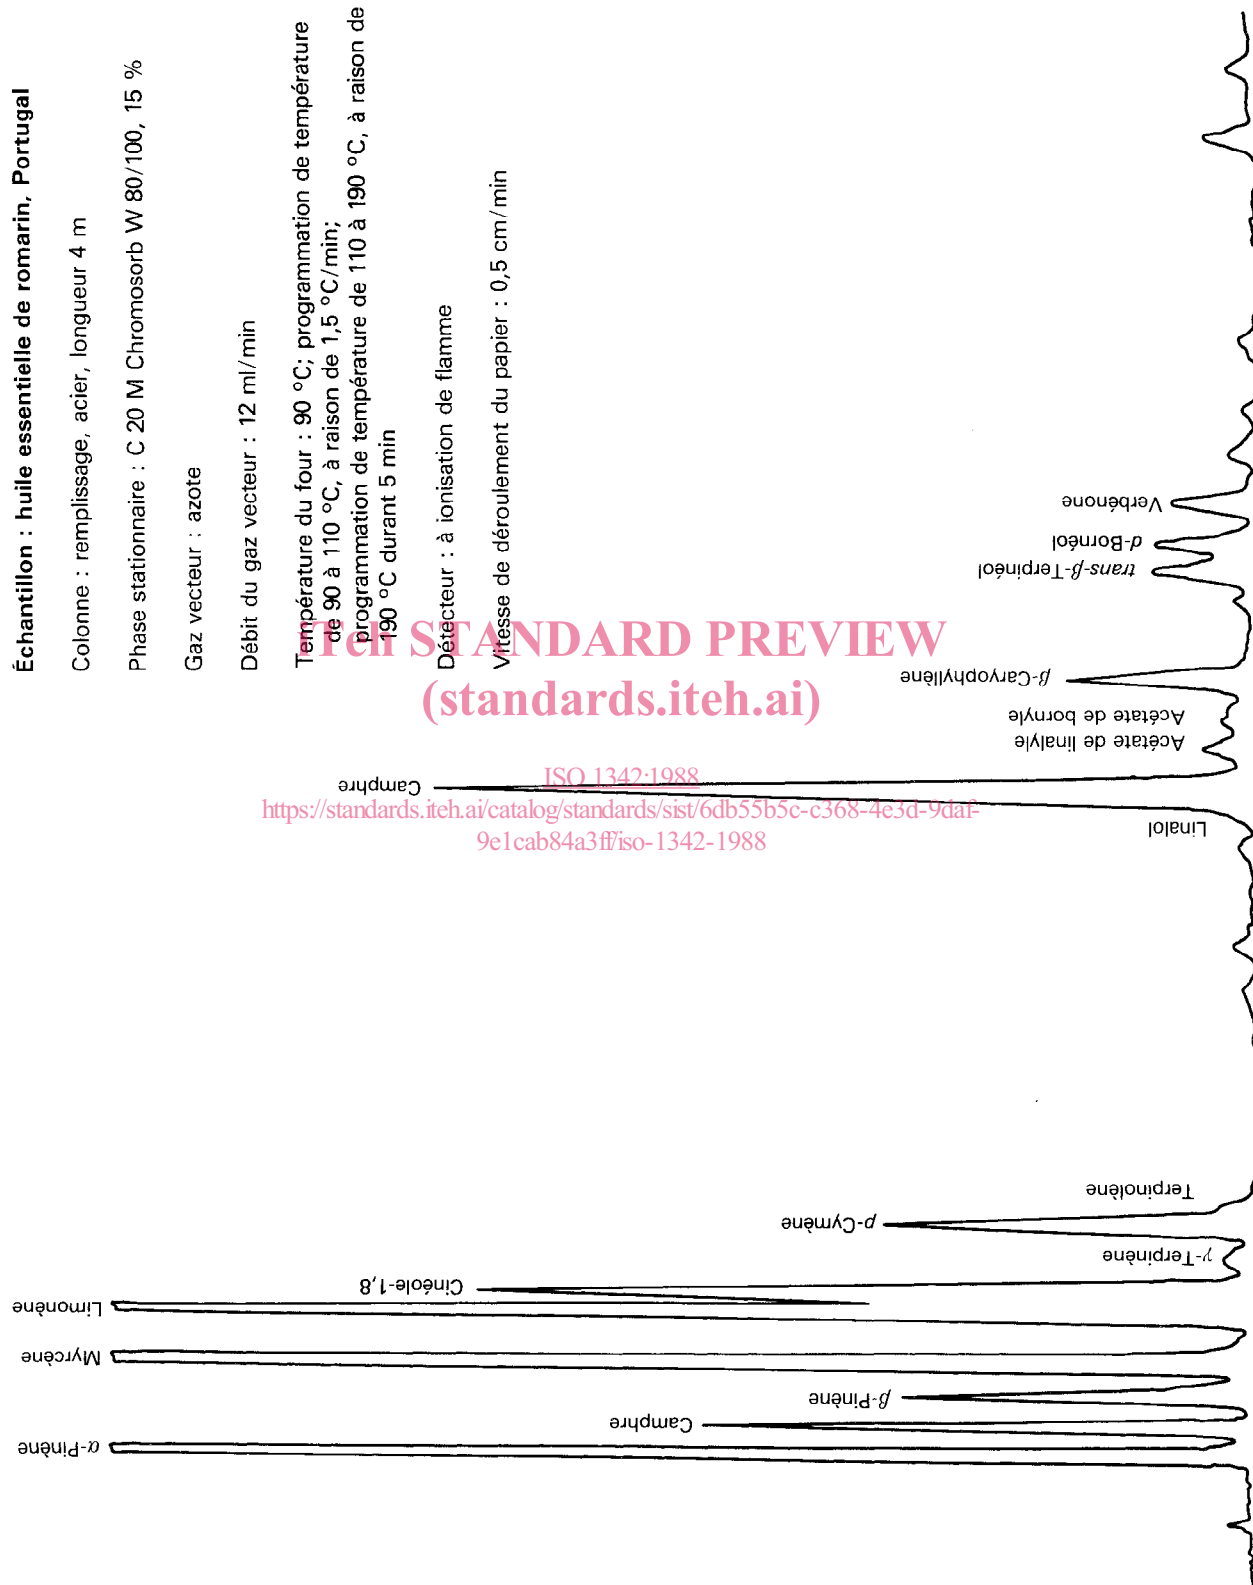 Échantillon : huile essentielle de romarin, Portugal
Colonne : remplissage, acier, longueur 4 m
Phase stationnaire : C 20 M Chromosorb W 80/100, 15 %
Gaz vecteur : azote
Débit du gaz vecteur : 12 ml/min
Température du four : 90 °C; programmation de température
de 90 à 110 °C, à raison de 1,5 °C/min;
programmation de température de 110 à 190 °C, à raison de
190 °C durant 5 min
Détecteur : à ionisation de flamme
Vitesse de déroulement du papier : 0,5 cm/min
iTeh STANDARD PREVIEW
(standards.iteh.ai)
ISO 1342:1988
https://standards.iteh.ai/catalog/standards/sist/6db55b5c-c368-4e3d-9daf-
9e1cab84a3ff/iso-1342-1988
Verbénone
d-Bornéol
trans-β-Terpinéol
β-Caryophyllène
Acétate de bornyle
Acétate de linalyle
Camphre
Linalol
Terpinolène
p-Cymène
γ-Terpinène
Cinéole-1,8
Limonène
Myrcène
β-Pinène
Camphre
α-Pinène